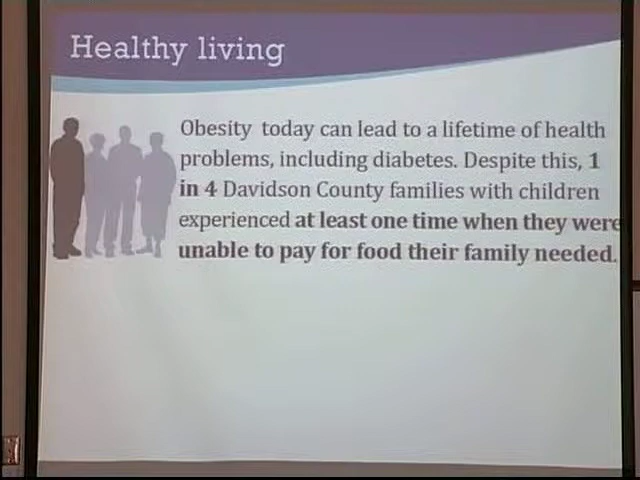 Healthy living
Obesity today can lead to a lifetime of health
problems, including diabetes. Despite this, 1
in 4 Davidson County families with children
experienced at least one time when they were
unable to pay for food their family needed.